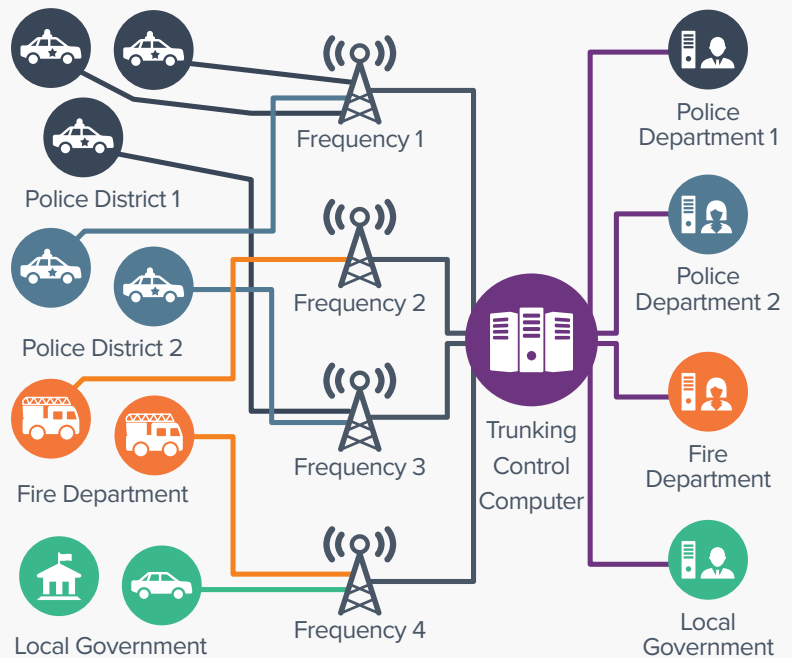 Police District 1
Police District 2
Fire Department
Local Government
Frequency 1
Frequency 2
Frequency 3
Frequency 4
Trunking
Control
Computer
Police
Department 1
Police
Department 2
Fire
Department
Local
Government